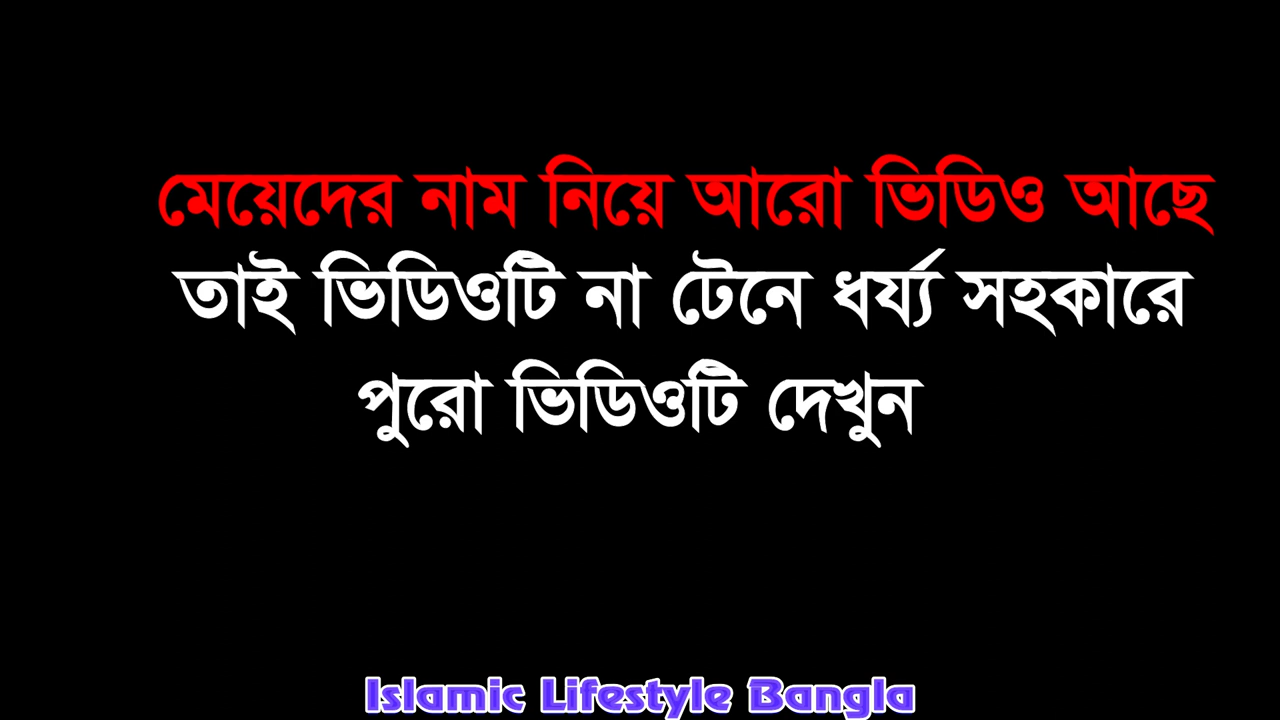 মেয়েদের নাম নিয়ে আরো ভিডিও আছে
তাই ভিডিওটি না টেনে ধর্য্য সহকারে
পুরো ভিডিওটি দেখুন
Islamic Lifestyle Bangla